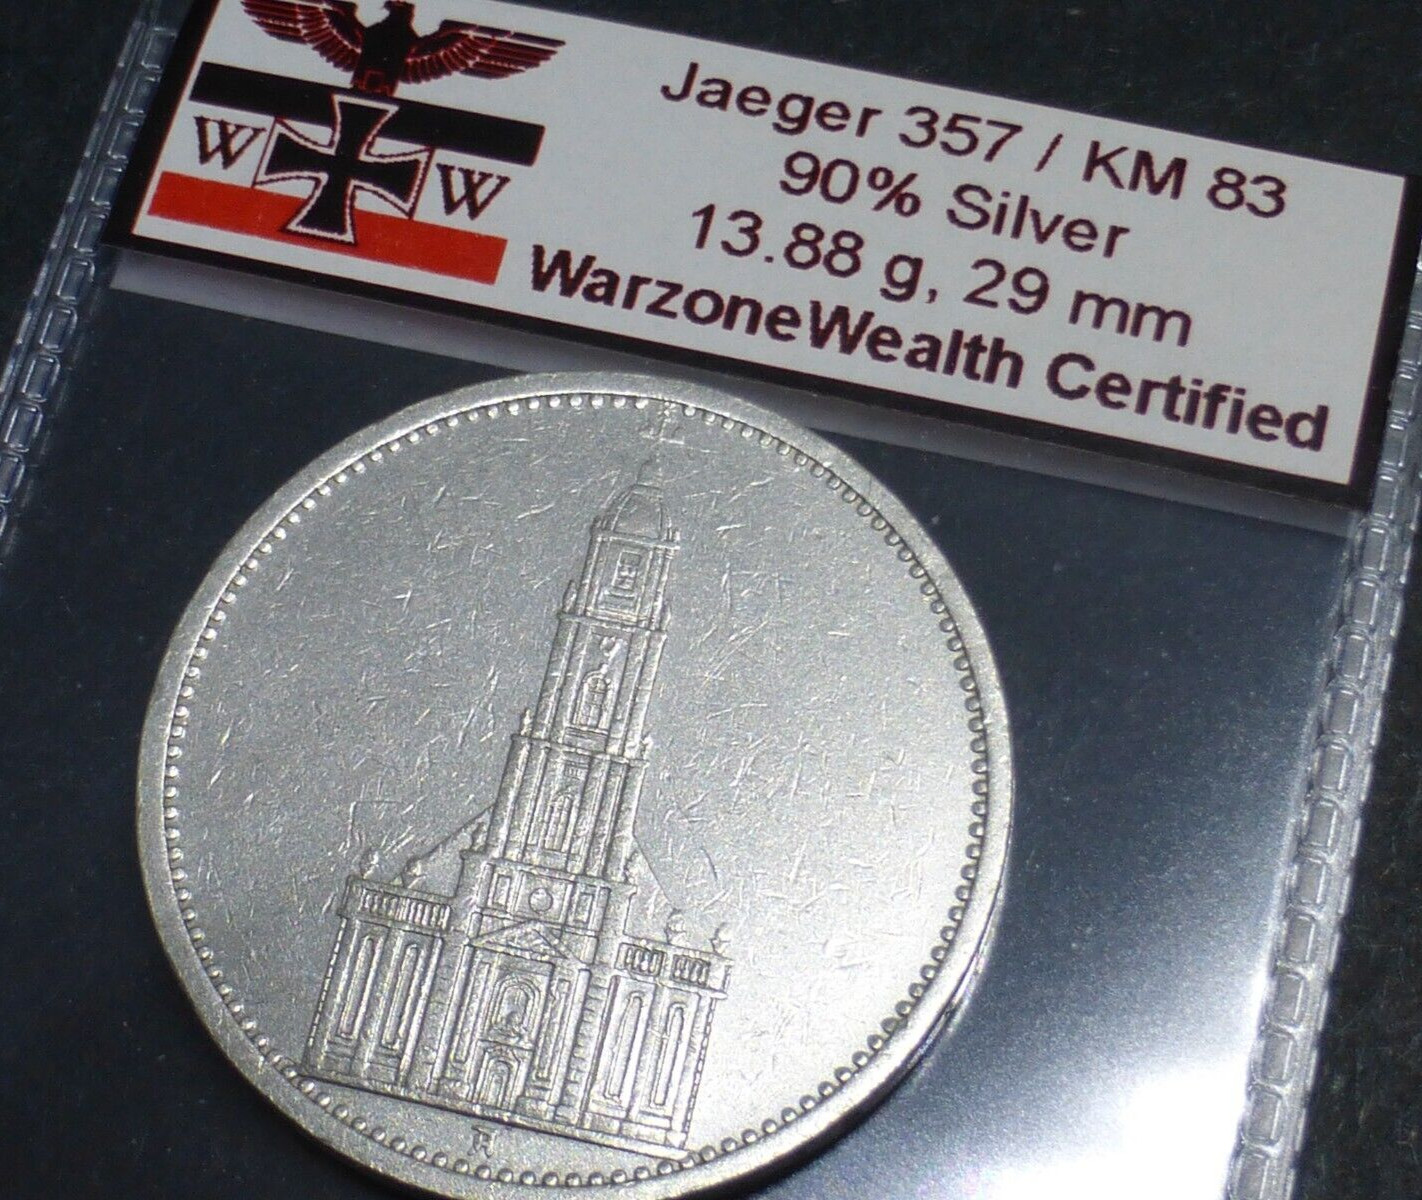 W W
Jaeger 357 / KM 83
90% Silver
13.88 g, 29 mm
WarzoneWealth Certified
A